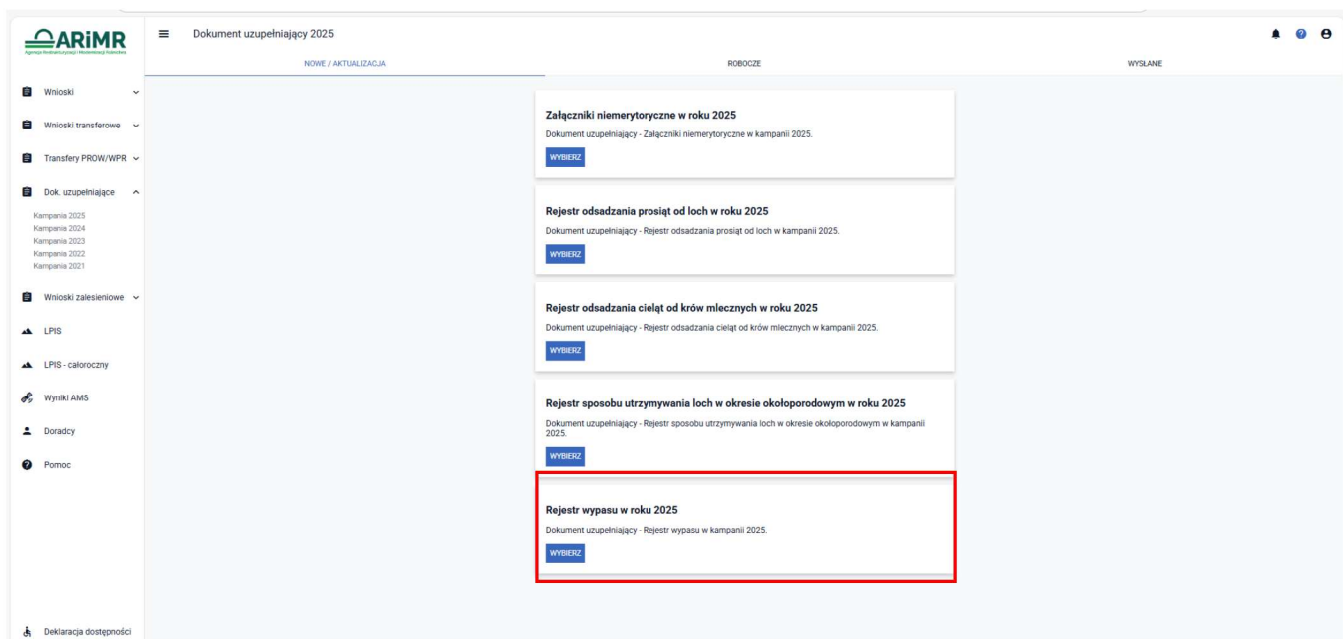 ARiMR
Agencja Restrukturyzacji i Modernizacji Rolnictwa
Dokument uzupełniający 2025
NOWE / AKTUALIZACJA
ROBOCZE
WYSŁANE
Wnioski
Wnioski transferowe
Transfery PROW/WPR
Dok. uzupełniające
Kampania 2025
Kampania 2024
Kampania 2023
Kampania 2022
Kampania 2021
Wnioski zalesieniowe
LPIS
LPIS - całoroczny
Wyniki AMS
Doradcy
Pomoc
Deklaracja dostępności
Załączniki niemerytoryczne w roku 2025
Dokument uzupełniający - Załączniki niemerytoryczne w kampanii 2025.
WYBIERZ
Rejestr odsadzania prosiąt od loch w roku 2025
Dokument uzupełniający - Rejestr odsadzania prosiąt od loch w kampanii 2025.
WYBIERZ
Rejestr odsadzania cieląt od krów mlecznych w roku 2025
Dokument uzupełniający - Rejestr odsadzania cieląt od krów mlecznych w kampanii 2025.
WYBIERZ
Rejestr sposobu utrzymywania loch w okresie okołoporodowym w roku 2025
Dokument uzupełniający - Rejestr sposobu utrzymywania loch w okresie okołoporodowym w kampanii
2025.
WYBIERZ
Rejestr wypasu w roku 2025
Dokument uzupełniający - Rejestr wypasu w kampanii 2025.
WYBIERZ